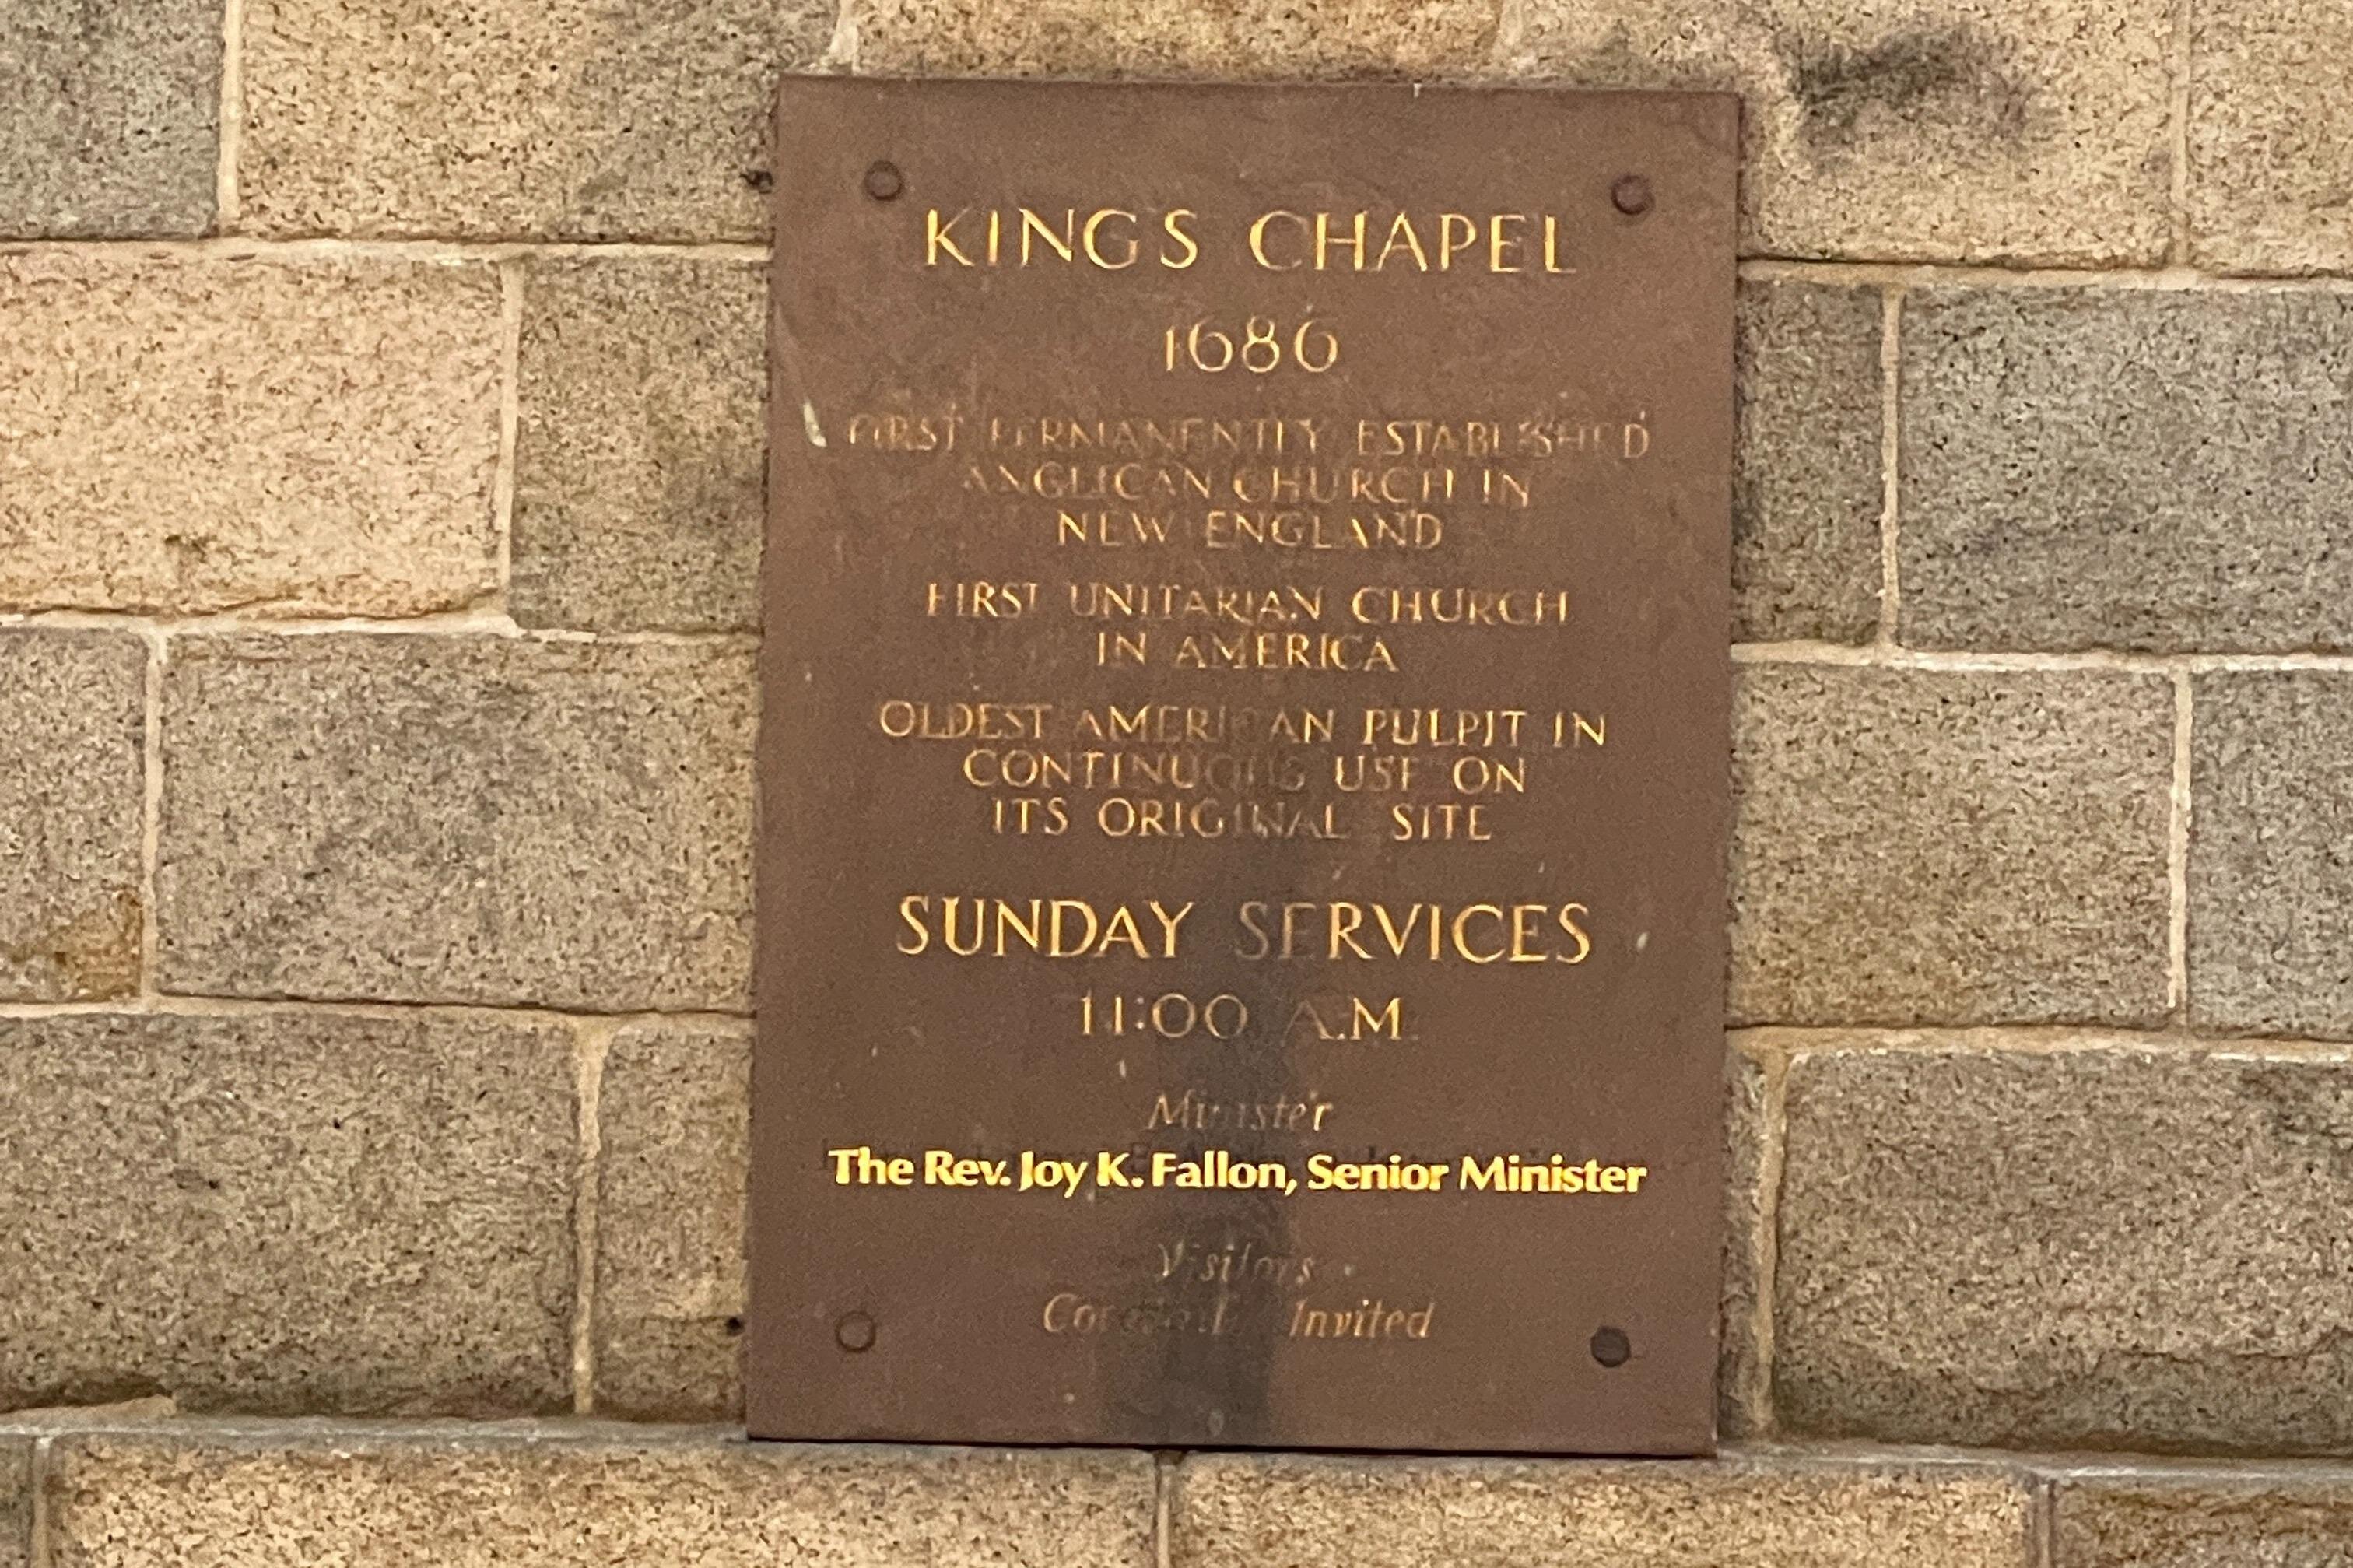 KING'S CHAPEL
1686
FIRST PERMANENTLY ESTABLISHED
ANGLICAN CHURCH IN
NEW ENGLAND
FIRST UNITARIAN CHURCH
IN AMERICA
OLDEST AMERICAN PULPIT IN
CONTINUOUS USE ON
ITS ORIGINAL SITE
SUNDAY SERVICES
11:00 A.M.
Minister
The Rev. Joy K. Fallon, Senior Minister
Visitors
Cordially Invited